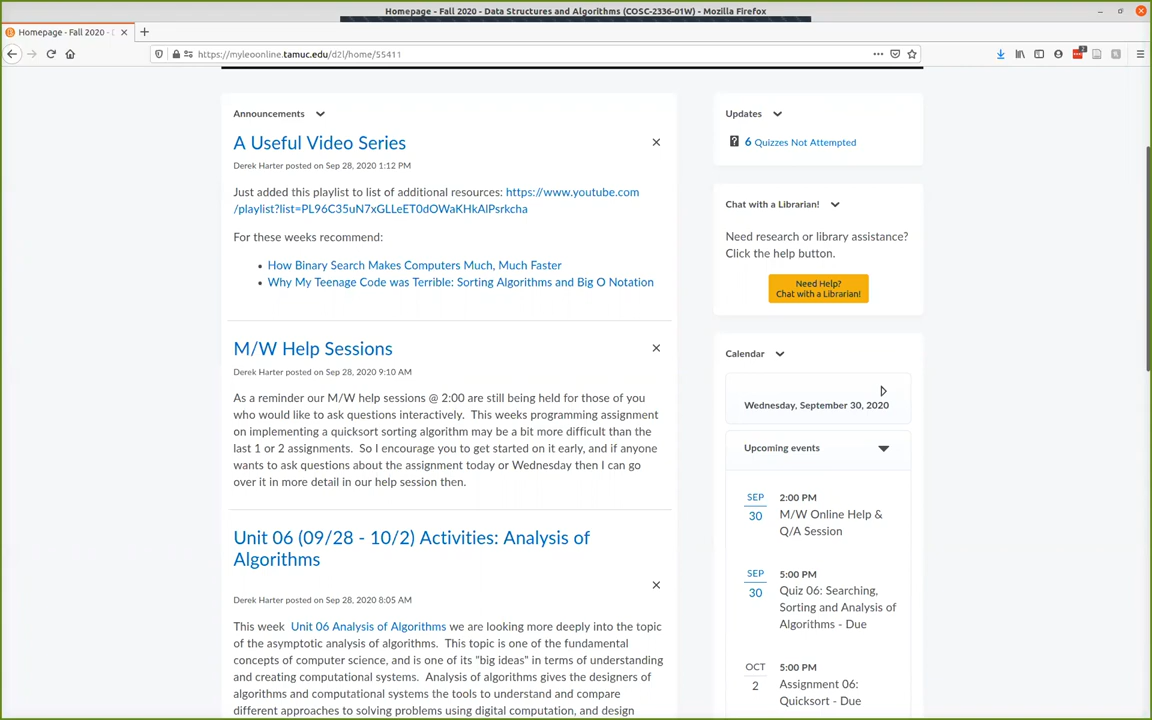 Homepage - Fall 2020 - Data Structures and Algorithms (COSC-2336-01W) - Mozilla Firefox
Homepage - Fall 2020 -
https://myleoonline.tamuc.edu/d2l/home/55411
Announcements
A Useful Video Series
Derek Harter posted on Sep 28, 2020 1:12 PM
Just added this playlist to list of additional resources: https://www.youtube.com
/playlist?list=PL96C35uN7xGLLeET0dOWaKHkAlPsrkcha
For these weeks recommend:
• How Binary Search Makes Computers Much, Much Faster
• Why My Teenage Code was Terrible: Sorting Algorithms and Big O Notation
M/W Help Sessions
Derek Harter posted on Sep 28, 2020 9:10 AM
As a reminder our M/W help sessions @ 2:00 are still being held for those of you
who would like to ask questions interactively. This weeks programming assignment
on implementing a quicksort sorting algorithm may be a bit more difficult than the
last 1 or 2 assignments. So I encourage you to get started on it early, and if anyone
wants to ask questions about the assignment today or Wednesday then I can go
over it in more detail in our help session then.
Unit 06 (09/28 - 10/2) Activities: Analysis of
Algorithms
Derek Harter posted on Sep 28, 2020 8:05 AM
This week Unit 06 Analysis of Algorithms we are looking more deeply into the topic
of the asymptotic analysis of algorithms. This topic is one of the fundamental
concepts of computer science, and is one of its "big ideas" in terms of understanding
and creating computational systems. Analysis of algorithms gives the designers of
algorithms and computational systems the tools to understand and compare
different approaches to solving problems using digital computation, and design
Updates
6 Quizzes Not Attempted
Chat with a Librarian!
Need research or library assistance?
Click the help button.
Need Help?
Chat with a Librarian!
Calendar
Wednesday, September 30, 2020
Upcoming events
SEP
30
2:00 PM
M/W Online Help &
Q/A Session
SEP
30
5:00 PM
Quiz 06: Searching,
Sorting and Analysis of
Algorithms - Due
OCT
2
5:00 PM
Assignment 06:
Quicksort - Due